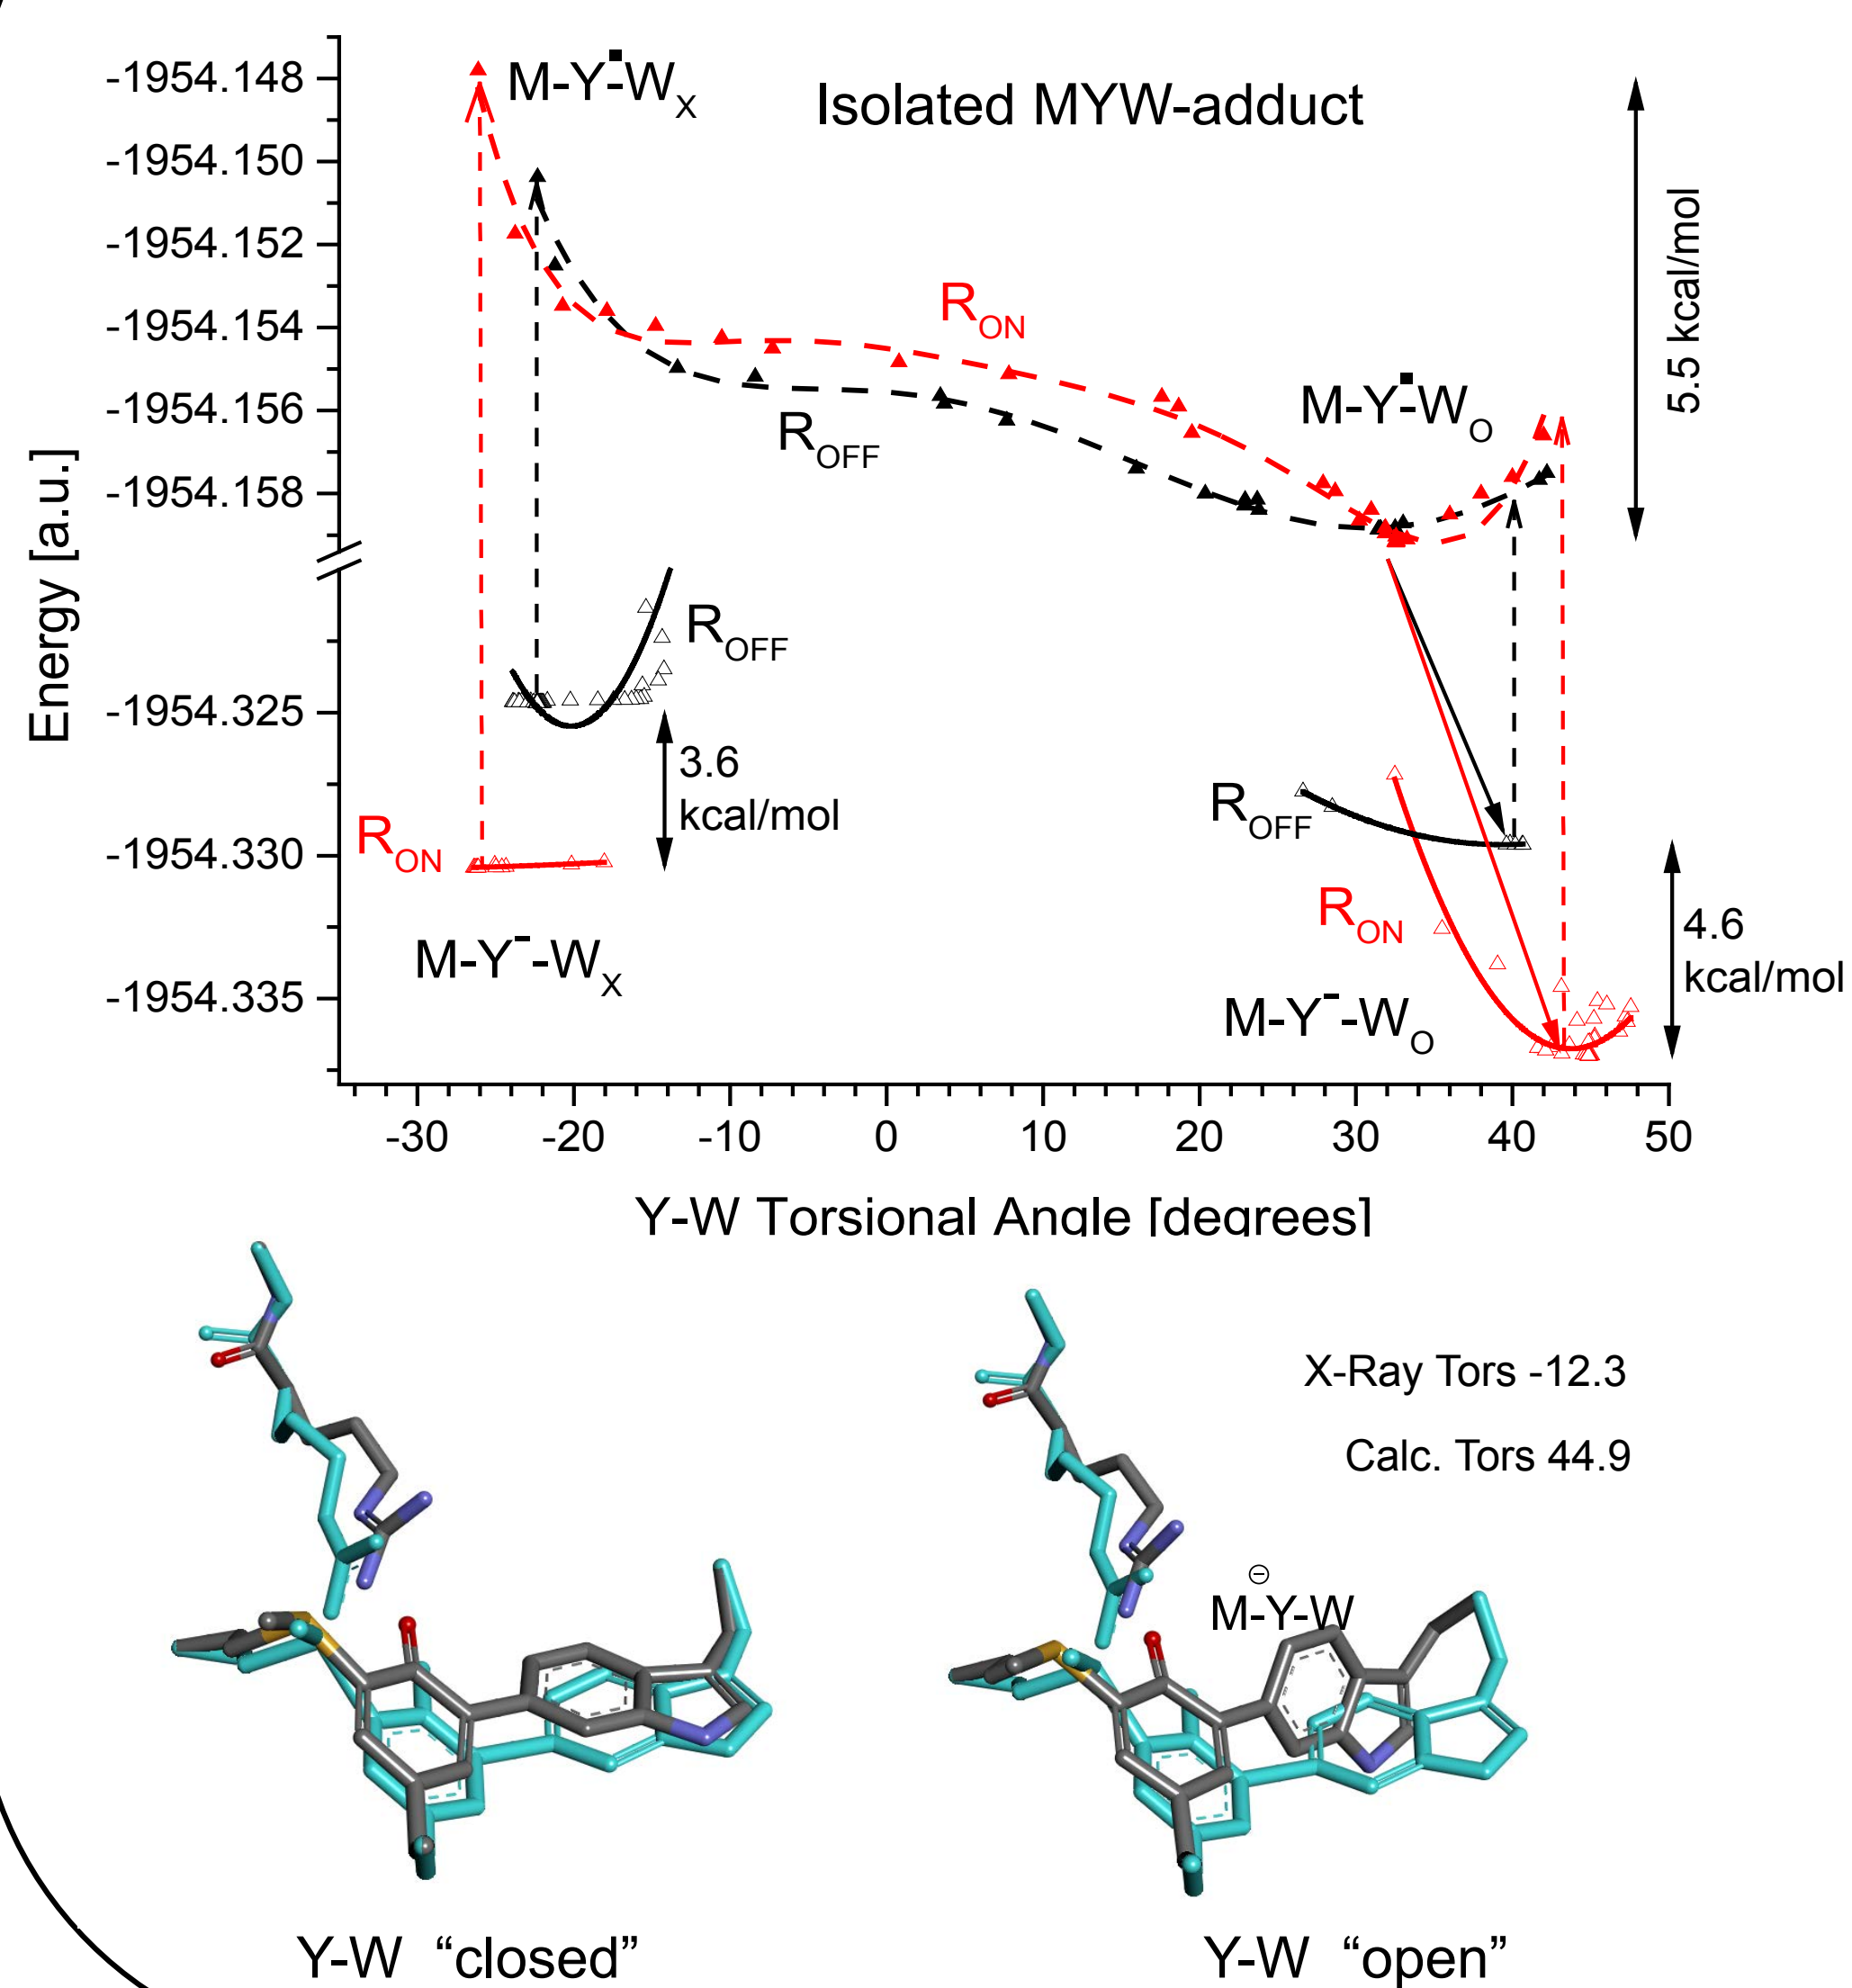 -1954.148
-1954.150
-1954.152
-1954.154
-1954.156
-1954.158
-1954.325
-1954.330
-1954.335
Energy [a.u.]
M-Y▪-WX
Isolated MYW-adduct
5.5 kcal/mol
RON
ROFF
M-Y▪-WO
ROFF
3.6
kcal/mol
RON
M-Y⁻-WX
ROFF
RON
4.6
kcal/mol
M-Y⁻-WO
-30 -20 -10 0 10 20 30 40 50
Y-W Torsional Angle [degrees]
X-Ray Tors -12.3
Calc. Tors 44.9
⊖
M-Y-W
Y-W “closed”
Y-W “open”